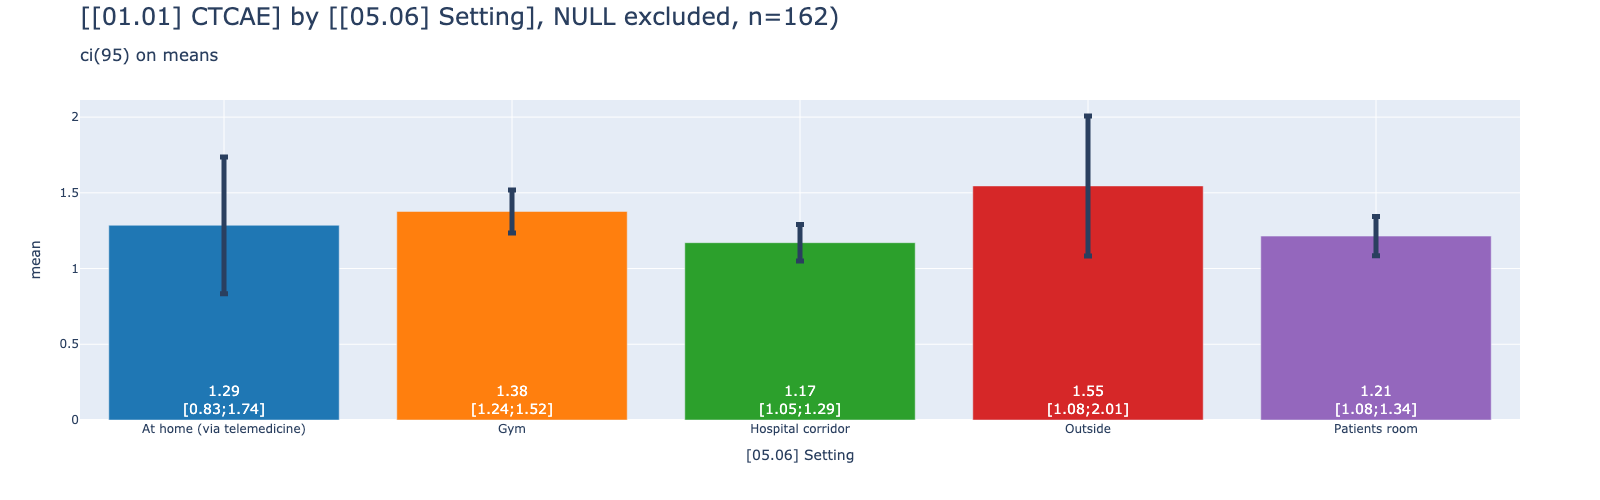 [[01.01] CTCAE] by [[05.06] Setting], NULL excluded, n=162)
ci(95) on means
2
1.5
1
0.5
0
mean
1.29
[0.83;1.74]
1.38
[1.24;1.52]
1.17
[1.05;1.29]
1.55
[1.08;2.01]
1.21
[1.08;1.34]
At home (via telemedicine)
Gym
Hospital corridor
Outside
Patients room
[05.06] Setting